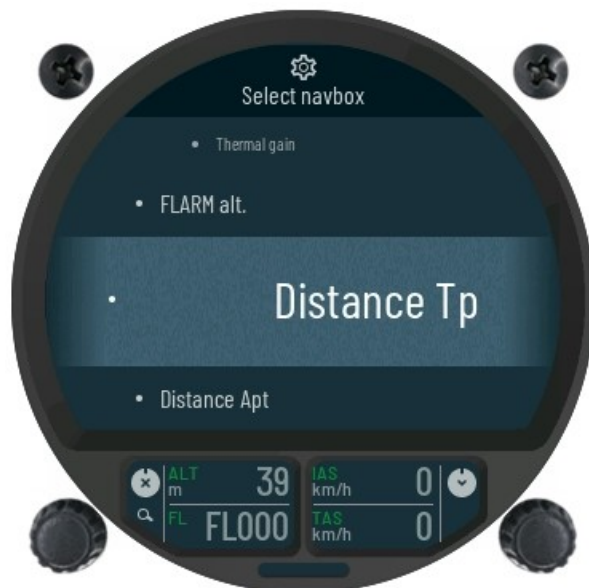 Select navbox
• Thermal gain
• FLARM alt.
• Distance Tp
• Distance Apt
ALT
m
39
FL
FL000
IAS
km/h
0
TAS
km/h
0